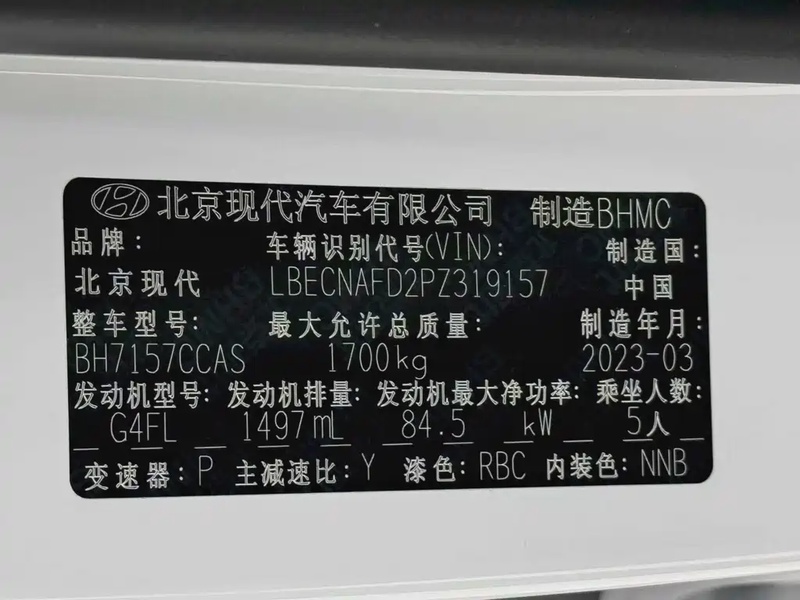 北京现代汽车有限公司 制造BHMC
品牌: 车辆识别代号(VIN): 制造国:
北京现代 LBECNAFD2PZ319157 中国
整车型号: 最大允许总质量: 制造年月:
BH7157CCAS 1700kg 2023-03
发动机型号: 发动机排量: 发动机最大净功率: 乘坐人数:
G4FL 1497mL 84.5 kW 5人
变速器: P 主减速比: Y 漆色: RBC 内装色: NNB